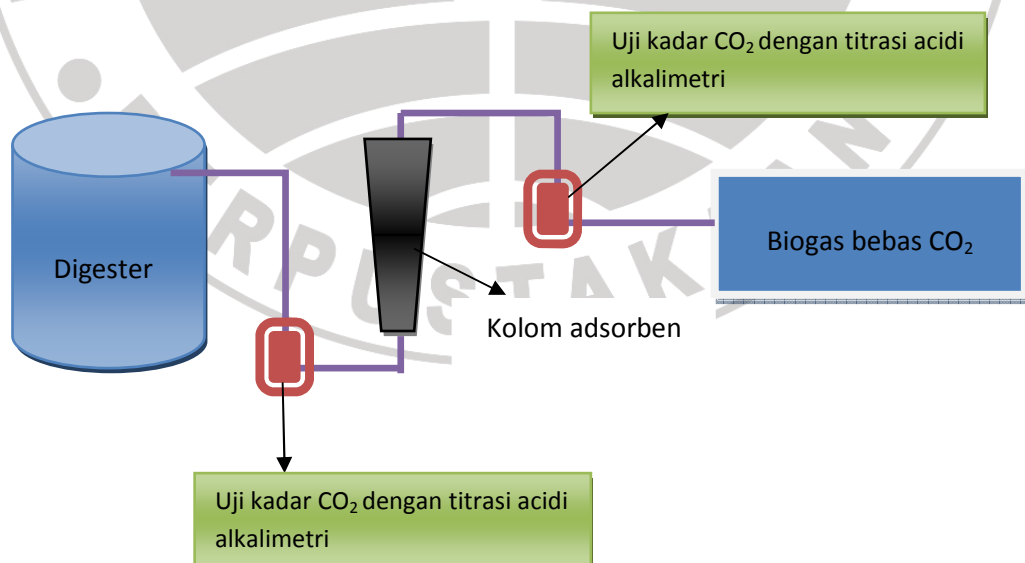 Uji kadar CO₂ dengan titrasi acidi
alkalimetri
Digester
Biogas bebas CO₂
Kolom adsorben
Uji kadar CO₂ dengan titrasi acidi
alkalimetri